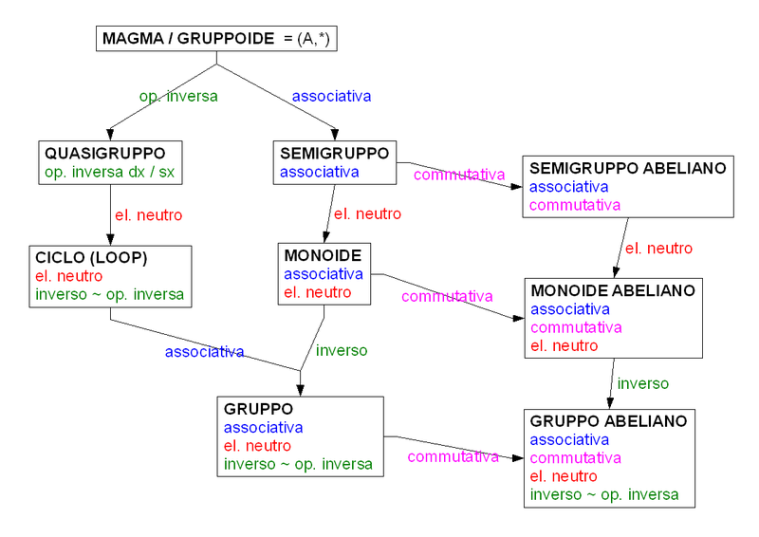 MAGMA / GRUPPOIDE = (A,*)
op. inversa
associativa
QUASIGRUPPO
op. inversa dx / sx
SEMIGRUPPO
associativa
commutativa
SEMIGRUPPO ABELIANO
associativa
commutativa
el. neutro
el. neutro
el. neutro
CICLO (LOOP)
el. neutro
inverso ~ op. inversa
MONOIDE
associativa
el. neutro
commutativa
MONOIDE ABELIANO
associativa
commutativa
el. neutro
associativa
inverso
inverso
GRUPPO
associativa
el. neutro
inverso ~ op. inversa
commutativa
GRUPPO ABELIANO
associativa
commutativa
el. neutro
inverso ~ op. inversa